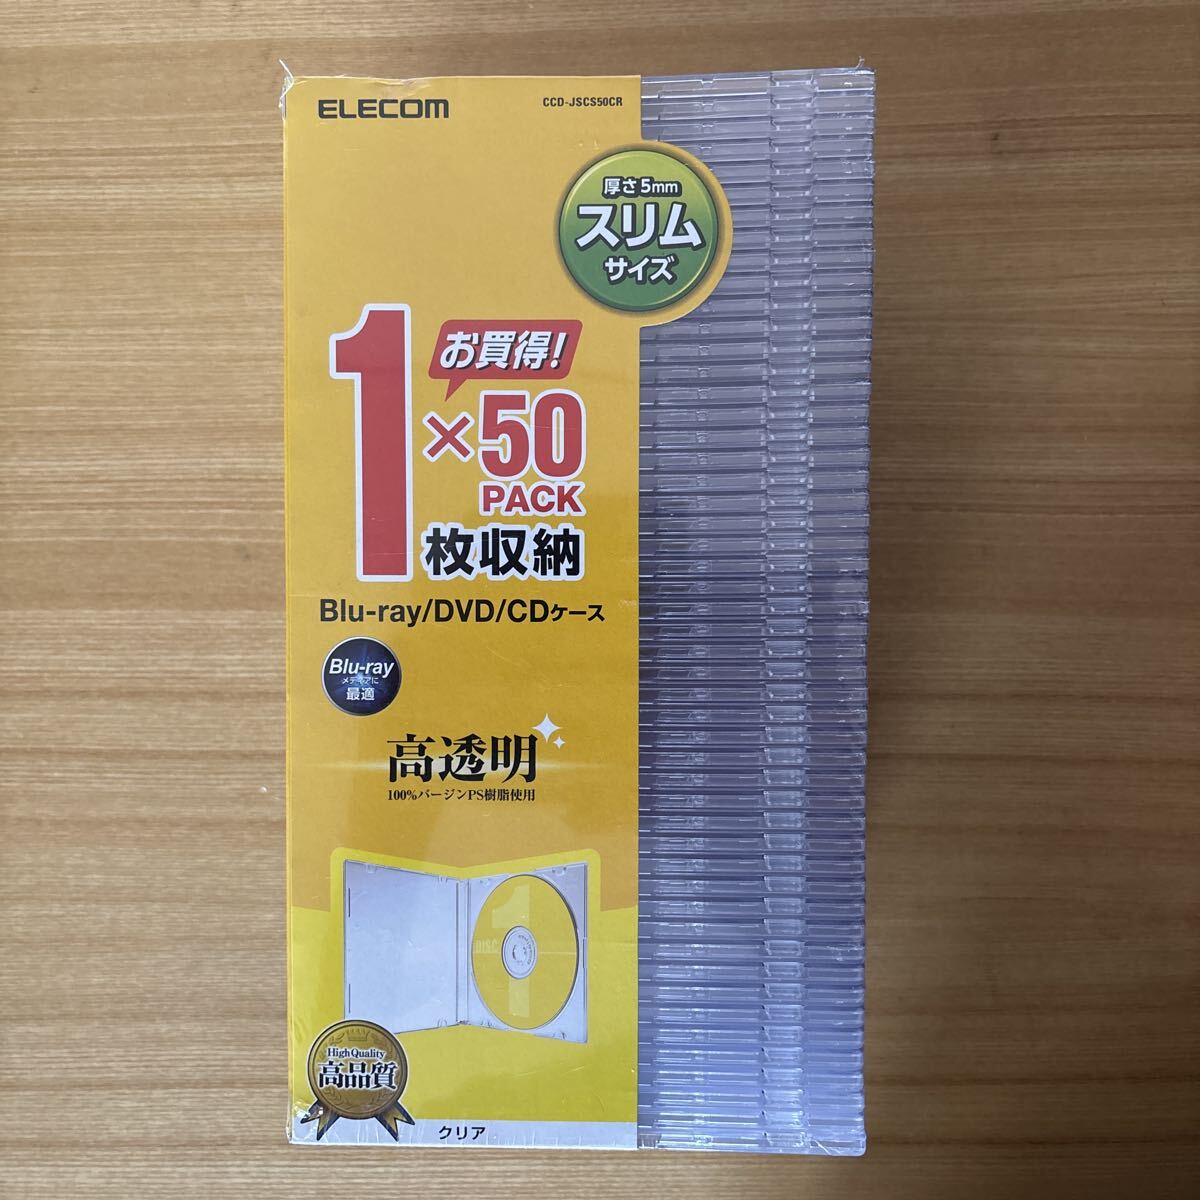 ELECOM
CCD-JSCS50CR
厚さ5mm
スリム
サイズ
お買得!
1×50
PACK
枚収納
Blu-ray/DVD/CDケース
Blu-ray
メディアに
最適
高透明
100%バージンPS樹脂使用
1
High Quality
高品質
クリア